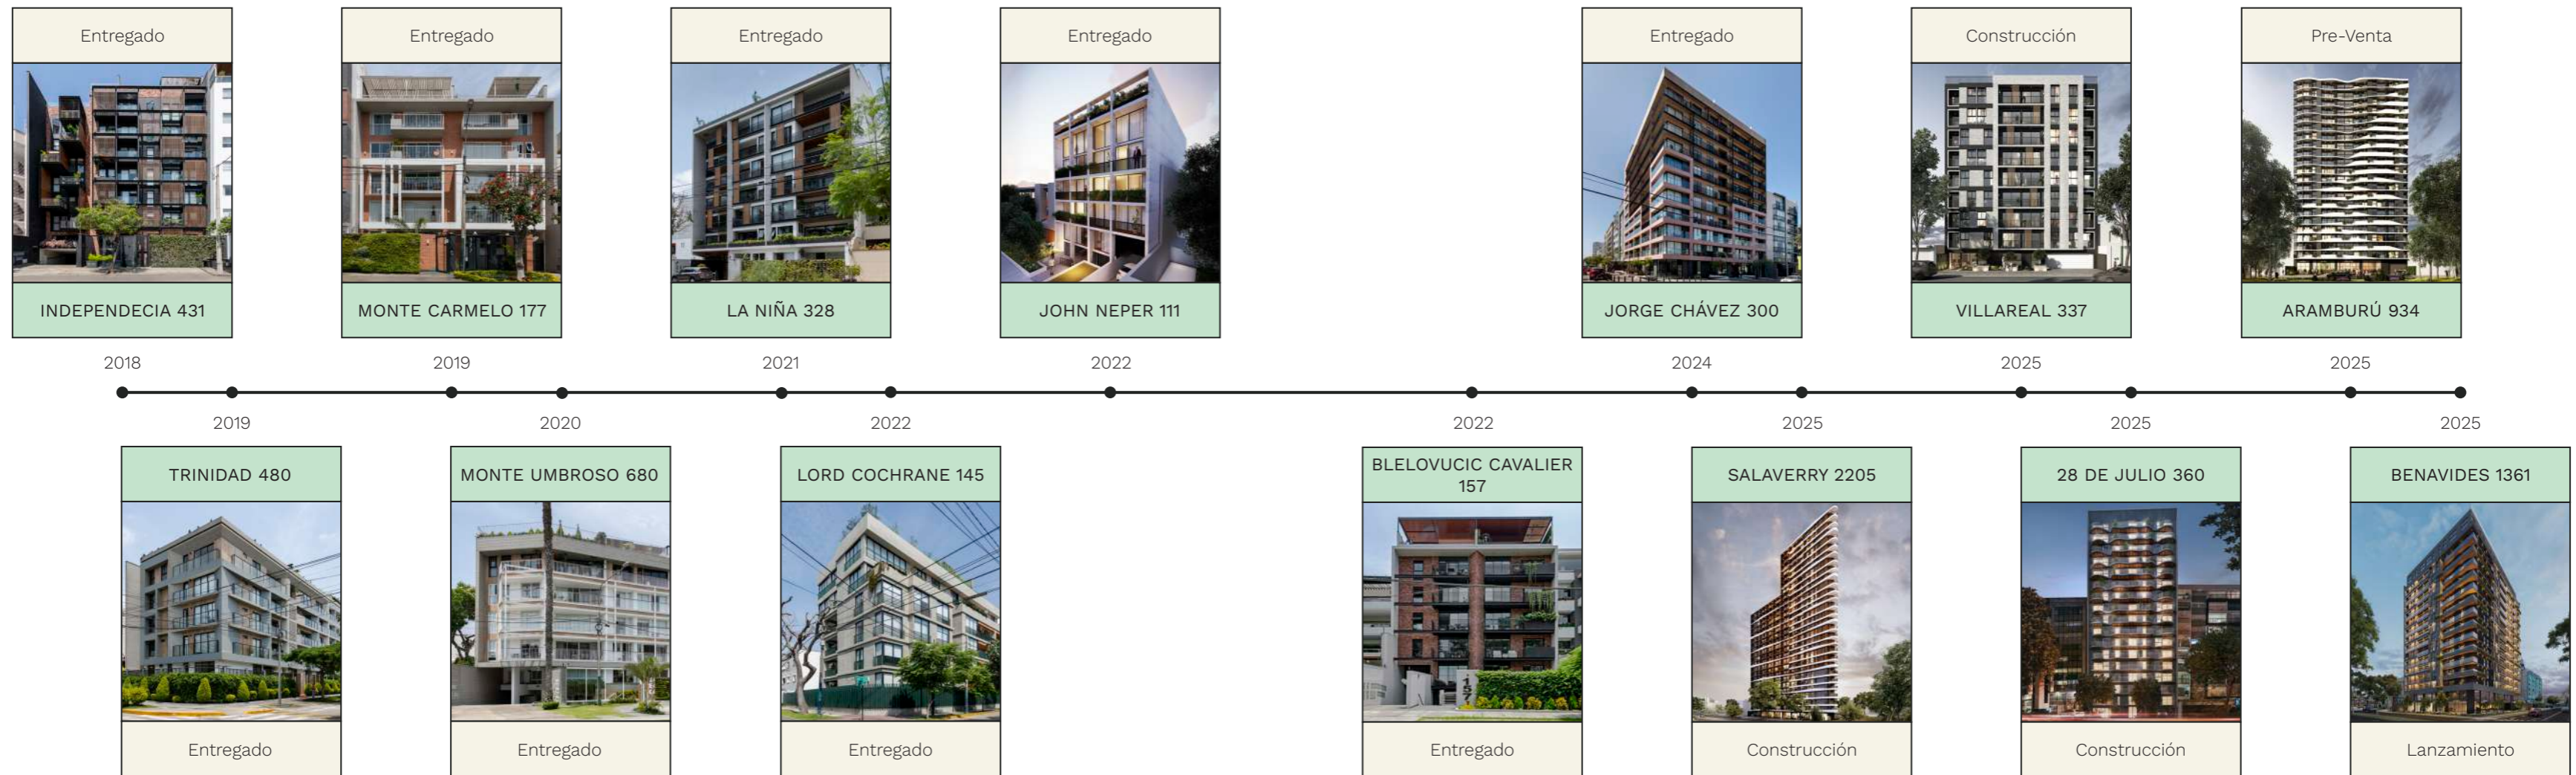 Entregado
Entregado
Entregado
Entregado
Entregado
Construcción
Pre-Venta
INDEPENDECIA 431
MONTE CARMELO 177
LA NIÑA 328
JOHN NEPER 111
JORGE CHÁVEZ 300
VILLAREAL 337
ARAMBURÚ 934
2018
2019
2021
2022
2024
2025
2025
2019
2020
2022
2022
2025
2025
2025
TRINIDAD 480
MONTE UMBROSO 680
LORD COCHRANE 145
BLELOVUCIC CAVALIER
157
SALAVERRY 2205
28 DE JULIO 360
BENAVIDES 1361
157
Entregado
Entregado
Entregado
Entregado
Construcción
Construcción
Lanzamiento